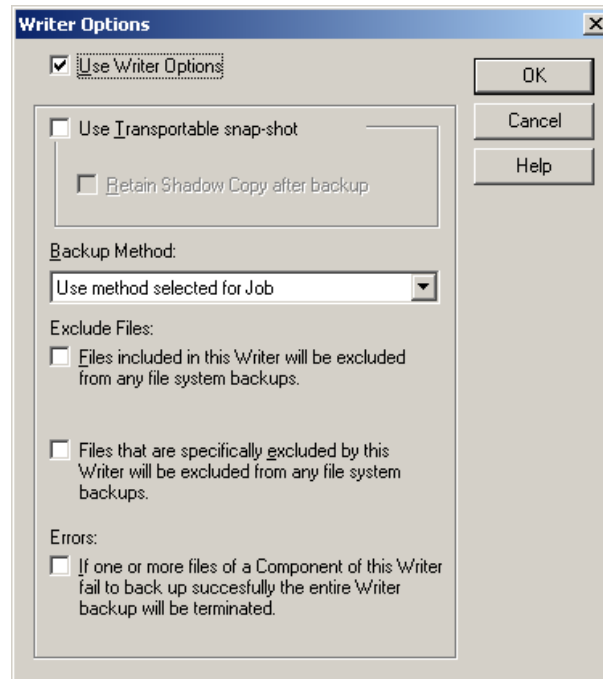 Writer Options
Use Writer Options
OK
Cancel
Help
Use Transportable snap-shot
Retain Shadow Copy after backup
Backup Method:
Use method selected for Job
Exclude Files:
Files included in this Writer will be excluded
from any file system backups.
Files that are specifically excluded by this
Writer will be excluded from any file system
backups.
Errors:
If one or more files of a Component of this Writer
fail to back up succesfully the entire Writer
backup will be terminated.